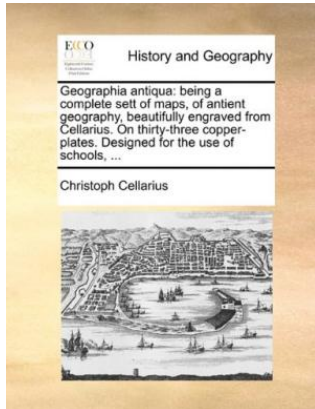 ECCO
History and Geography
Geographia antiqua: being a
complete sett of maps, of antient
geography, beautifully engraved from
Cellarius. On thirty-three copper-
plates. Designed for the use of
schools, ...
Christoph Cellarius